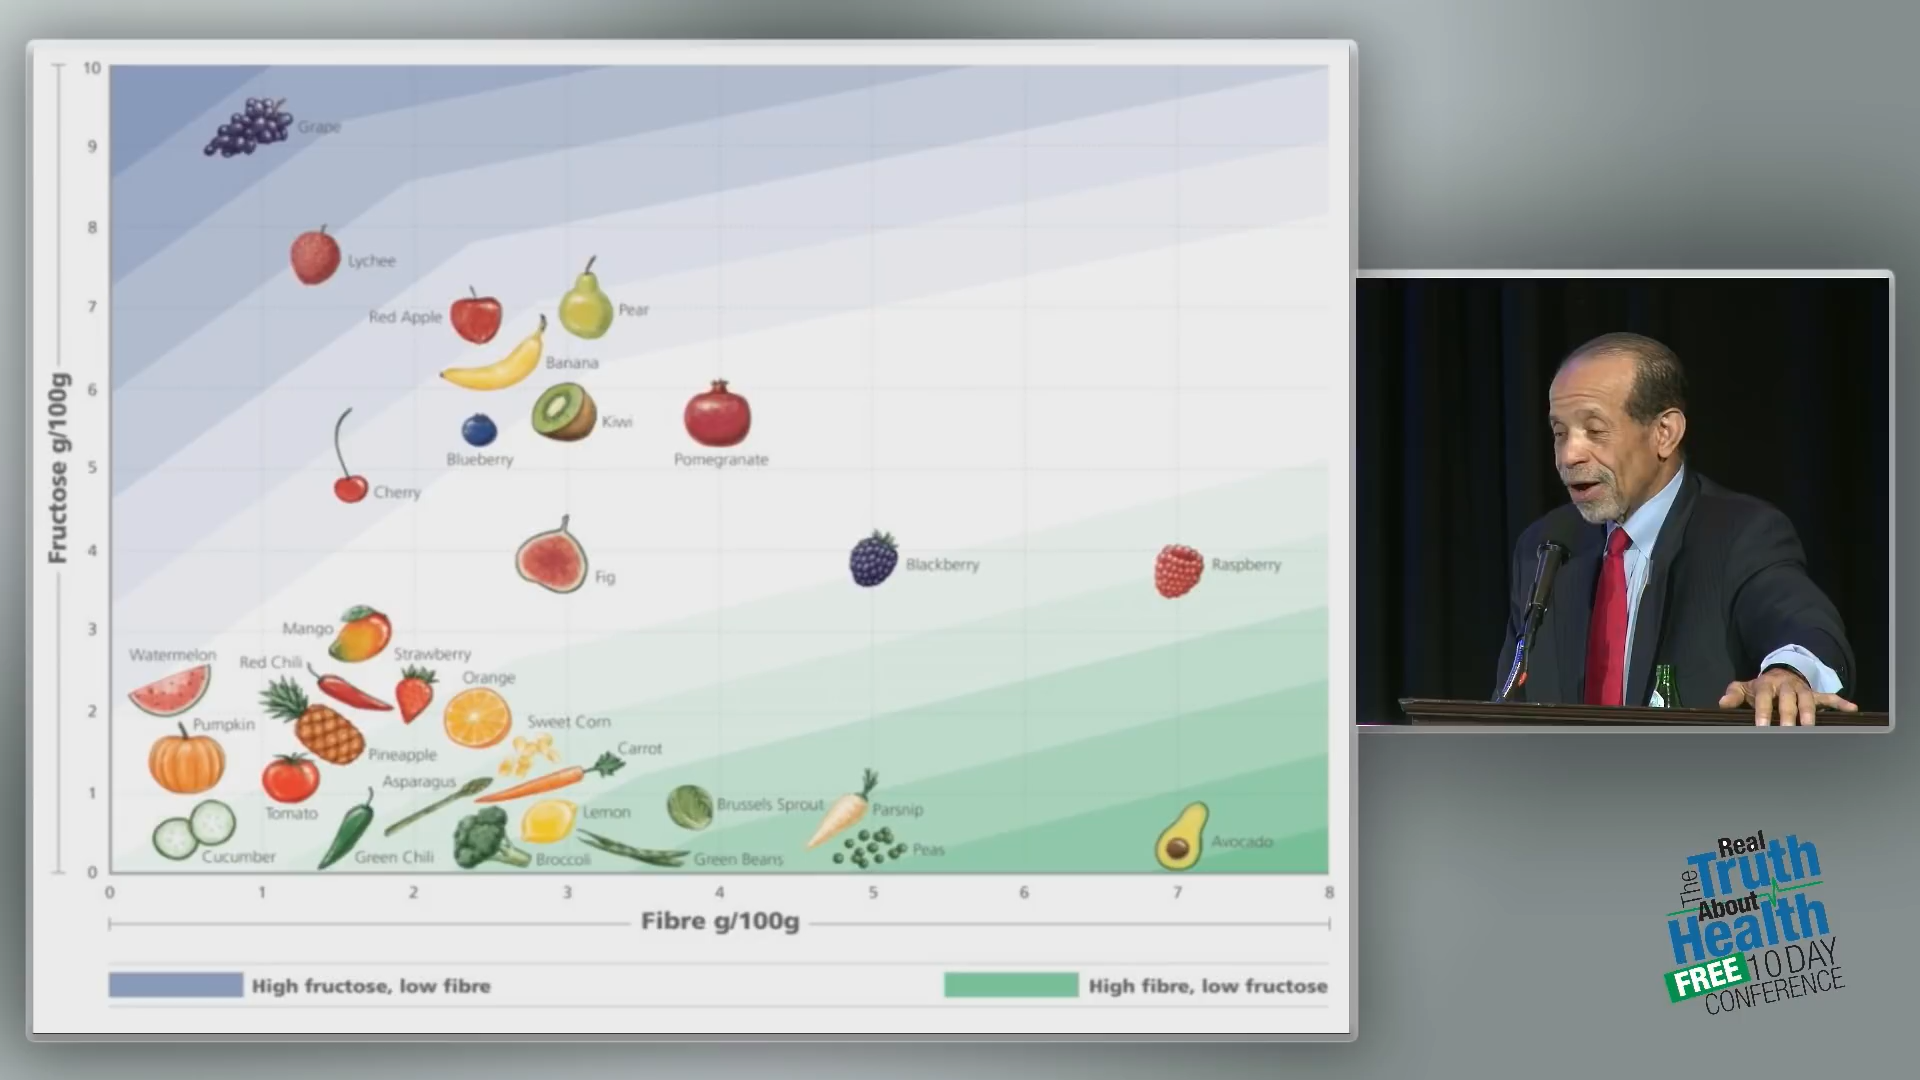 10
9
8
7
6
5
4
3
2
1
0
Fructose g/100g
Grape
Lychee
Red Apple
Pear
Banana
Kiwi
Blueberry
Pomegranate
Cherry
Fig
Blackberry
Raspberry
Mango
Watermelon
Red Chili
Strawberry
Orange
Pumpkin
Sweet Corn
Pineapple
Carrot
Asparagus
Tomato
Lemon
Brussels Sprout
Parsnip
Cucumber
Green Chili
Broccoli
Green Beans
Peas
Avocado
0 1 2 3 4 5 6 7 8
Fibre g/100g
High fructose, low fibre
High fibre, low fructose
The Real
Truth
About
Health
FREE 10 DAY
CONFERENCE